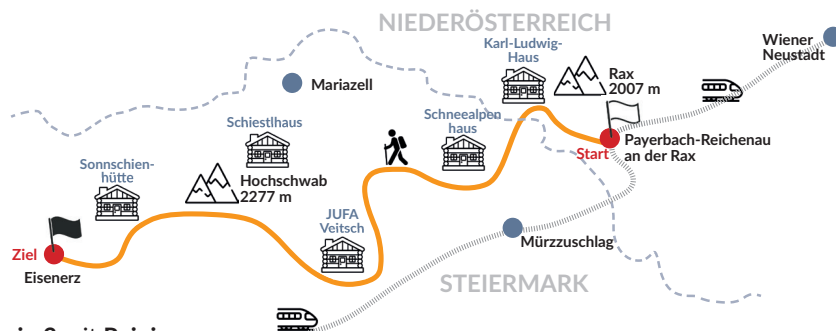 NIEDERÖSTERREICH
Wiener
Neustadt
Karl-Ludwig-
Haus
Rax
2007 m
Mariazell
Schneealpen
haus
Schiestlhaus
Start
Payerbach-Reichenau
an der Rax
Sonnschien-
hütte
Hochschwab
2277 m
JUFA
Veitsch
Mürzzuschlag
Ziel
Eisenerz
STEIERMARK